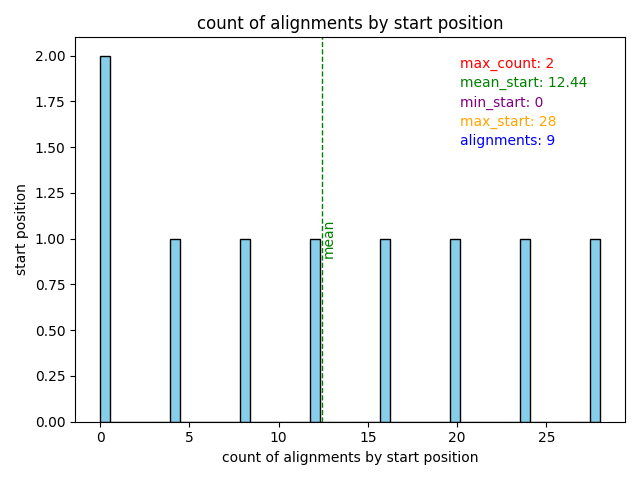 count of alignments by start position
max_count: 2
mean_start: 12.44
min_start: 0
max_start: 28
alignments: 9
mean
start position
2.00
1.75
1.50
1.25
1.00
0.75
0.50
0.25
0.00
0 5 10 15 20 25
count of alignments by start position